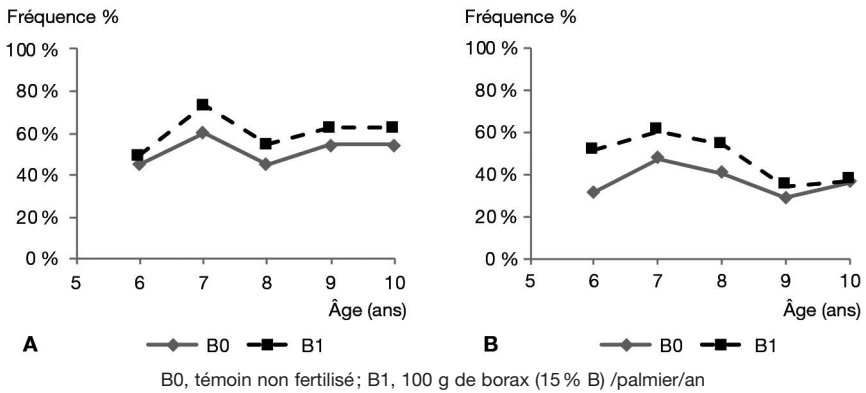 Fréquence %
100 %
80 %
60 %
40 %
20 %
0 %
5 6 7 8 9 10
Âge (ans)
A
B0 B1
Fréquence %
100 %
80 %
60 %
40 %
20 %
0 %
5 6 7 8 9 10
Âge (ans)
B
B0 B1
B0, témoin non fertilisé ; B1, 100 g de borax (15 % B) /palmier/an